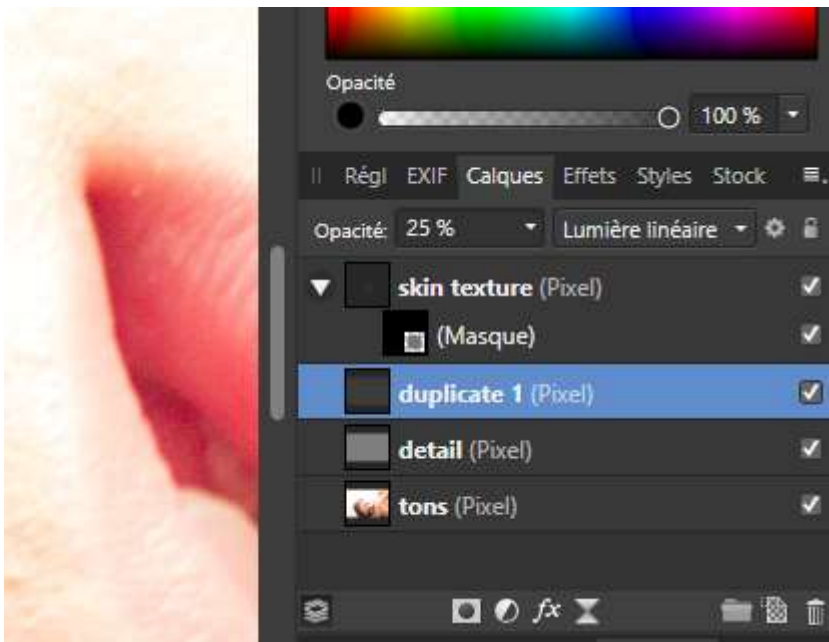 Opacité
100 %
Régl EXIF Calques Effets Styles Stock
Opacité: 25 % Lumière linéaire
skin texture (Pixel)
(Masque)
duplicate 1 (Pixel)
detail (Pixel)
tons (Pixel)
fx